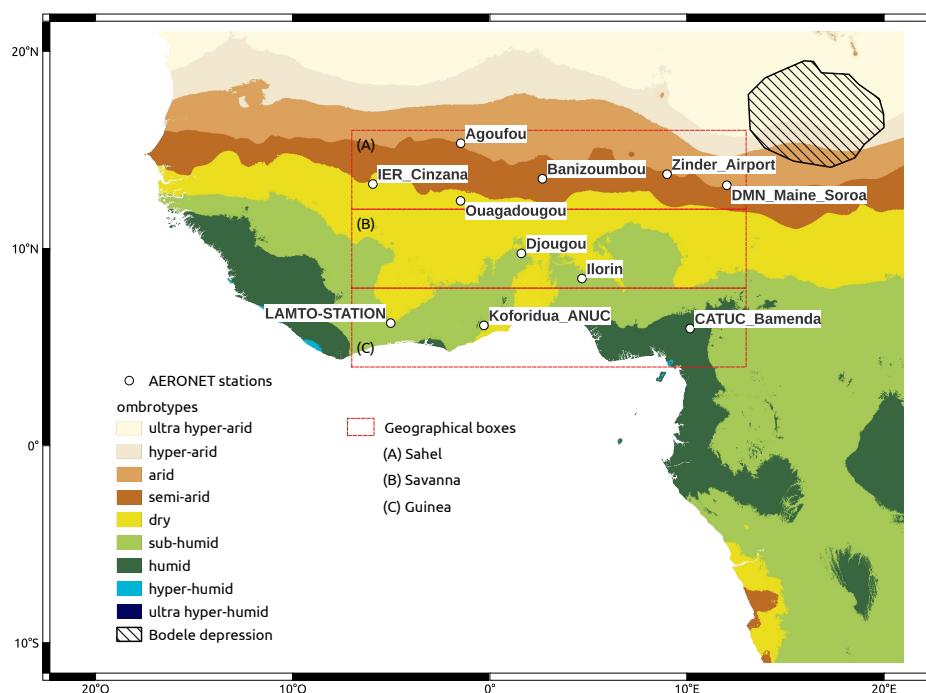 20°N
(A)
Agoufou
IER_Cinzana
Banizoumbou
Zinder_Airport
DMN_Maine_Soroa
Ouagadougou
10°N
(B)
Djougou
Ilorin
LAMTO-STATION
Koforidua_ANUC
CATUC_Bamenda
(C)
AERONET stations
ombrotypes
ultra hyper-arid
hyper-arid
arid
semi-arid
dry
sub-humid
humid
hyper-humid
ultra hyper-humid
Bodele depression
Geographical boxes
(A) Sahel
(B) Savanna
(C) Guinea
0°
10°S
20°O
10°O
0°
10°E
20°E